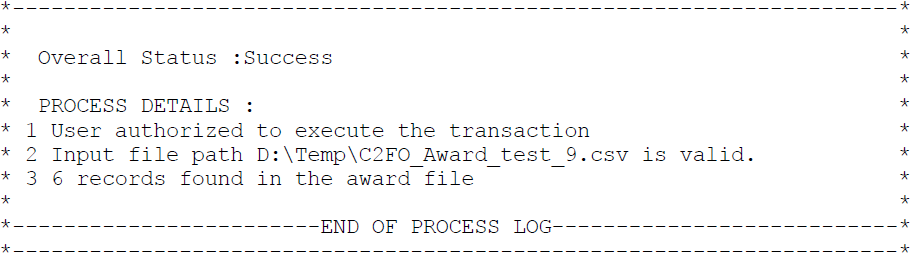 *---------------------------------------------------------------------*
*                                                                     *
*  Overall Status :Success                                            *
*                                                                     *
*  PROCESS DETAILS :                                                  *
* 1 User authorized to execute the transaction                        *
* 2 Input file path D:\Temp\C2FO_Award_test_9.csv is valid.           *
* 3 6 records found in the award file                                 *
*                                                                     *
*------------------------END OF PROCESS LOG---------------------------*
*---------------------------------------------------------------------*